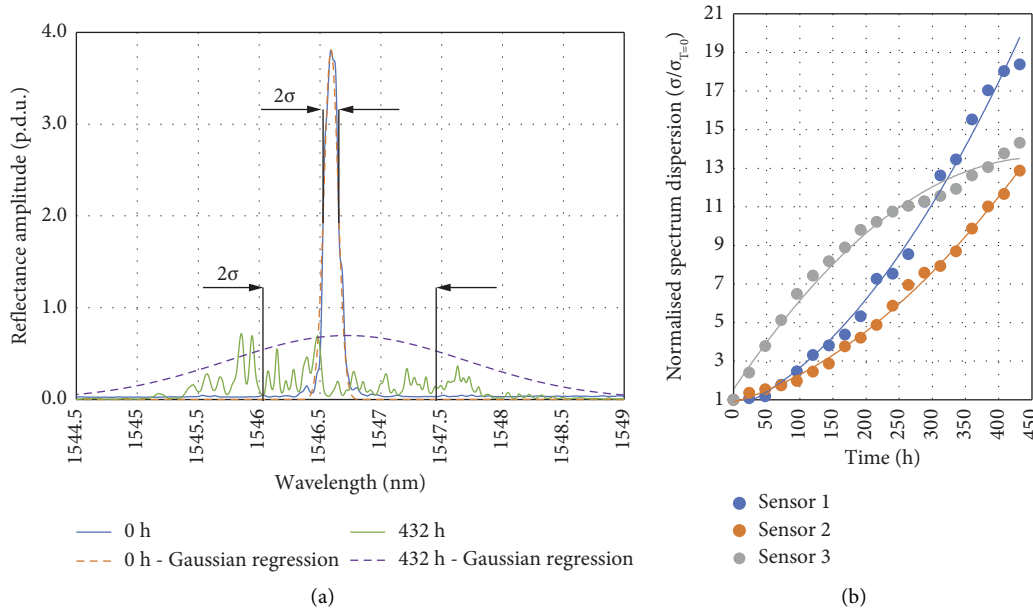 Reflectance amplitude (p.d.u.)
4.0
3.0
2.0
1.0
0.0
2σ
2σ
1544.5
1545
1545.5
1546
1546.5
1547
1547.5
1548
1548.5
1549
Wavelength (nm)
0 h
432 h
0 h - Gaussian regression
432 h - Gaussian regression
(a)
Normalised spectrum dispersion (σ/σT=0)
21
19
17
15
13
11
9
7
5
3
1
0
50
100
150
200
250
300
350
400
450
Time (h)
Sensor 1
Sensor 2
Sensor 3
(b)